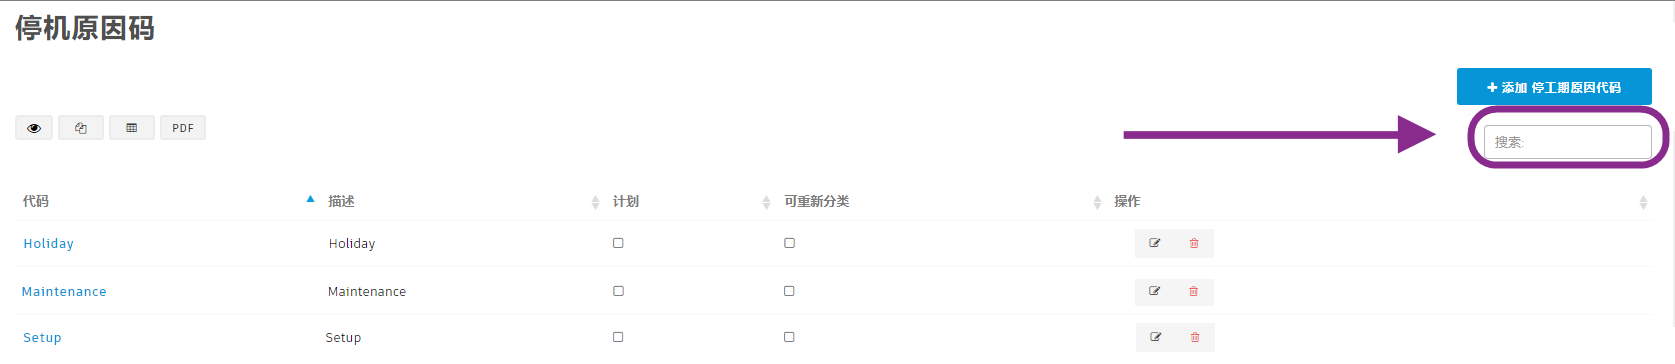 停机原因码
添加 停工期原因代码
PDF
搜索:
代码 描述 计划 可重新分类 操作
Holiday Holiday
Maintenance Maintenance
Setup Setup